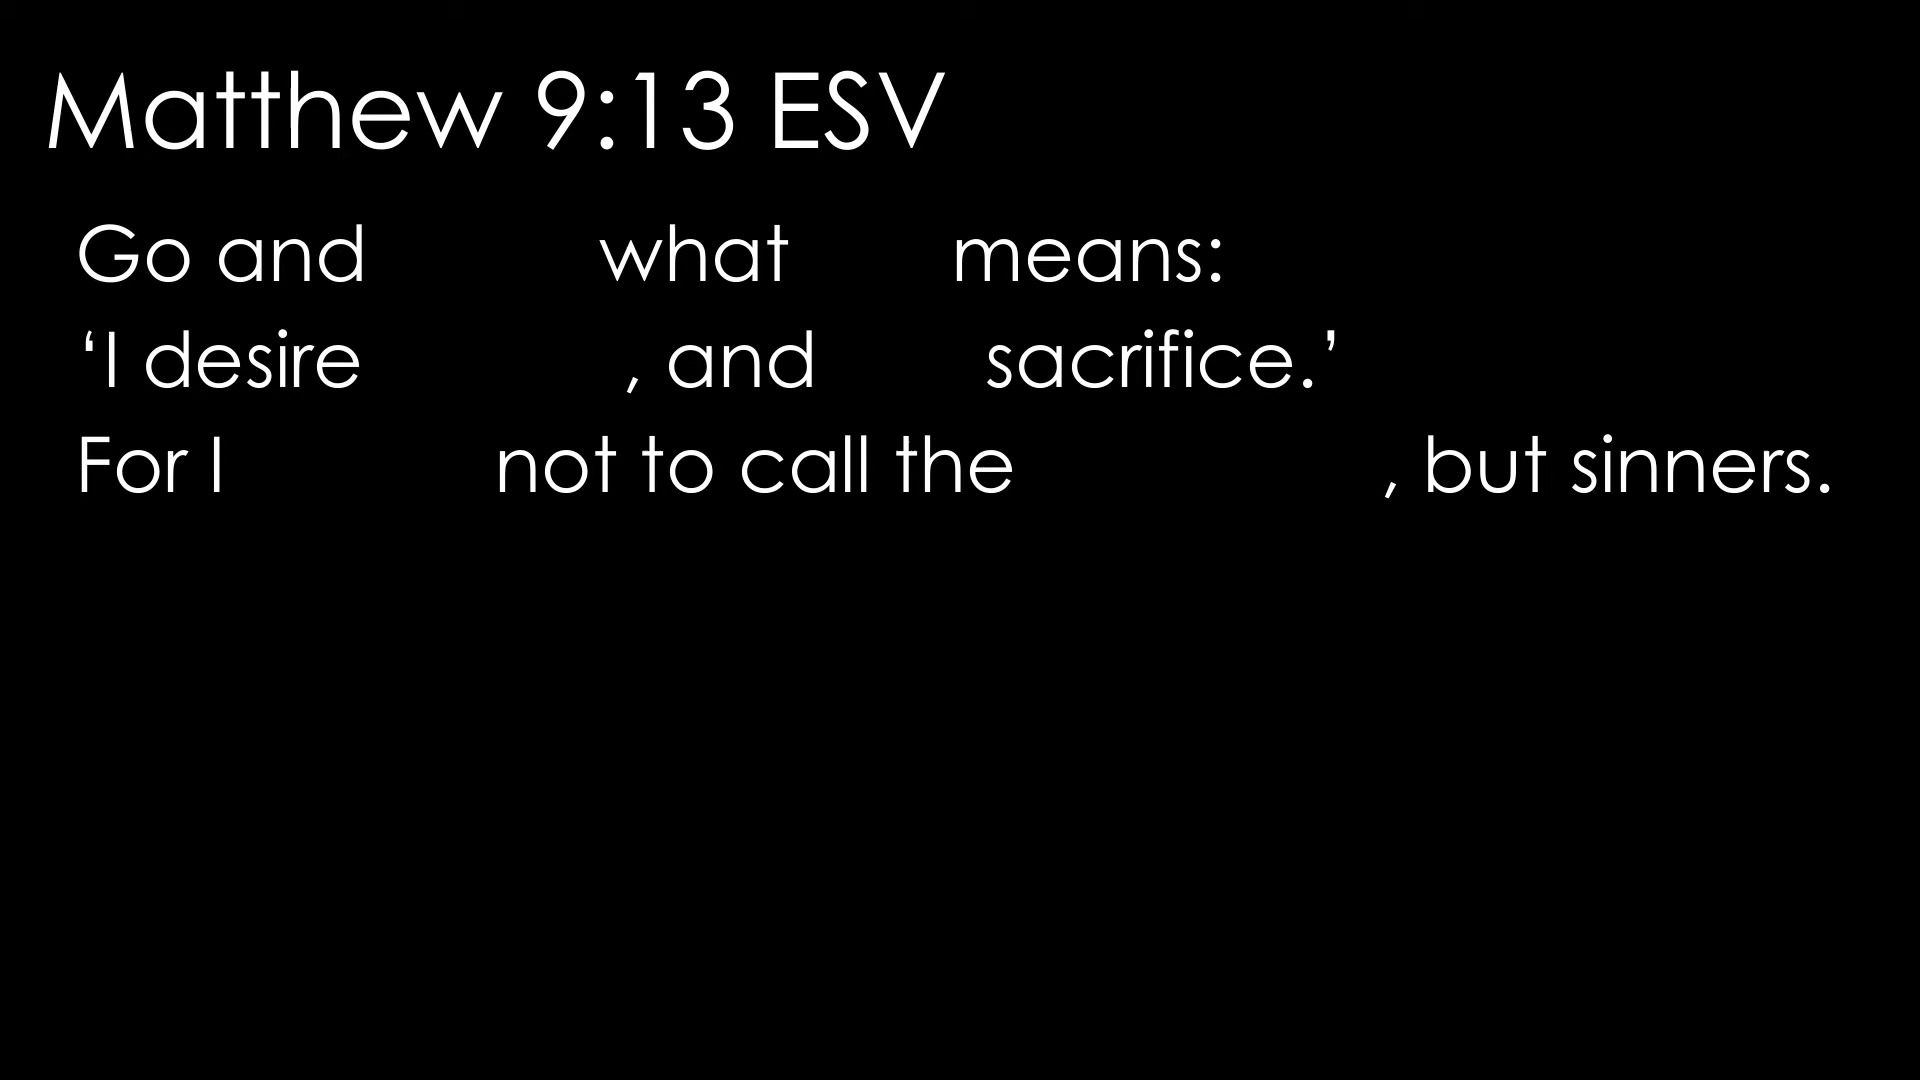 Matthew 9:13 ESV
Go and what means:
‘I desire , and sacrifice.’
For I not to call the , but sinners.